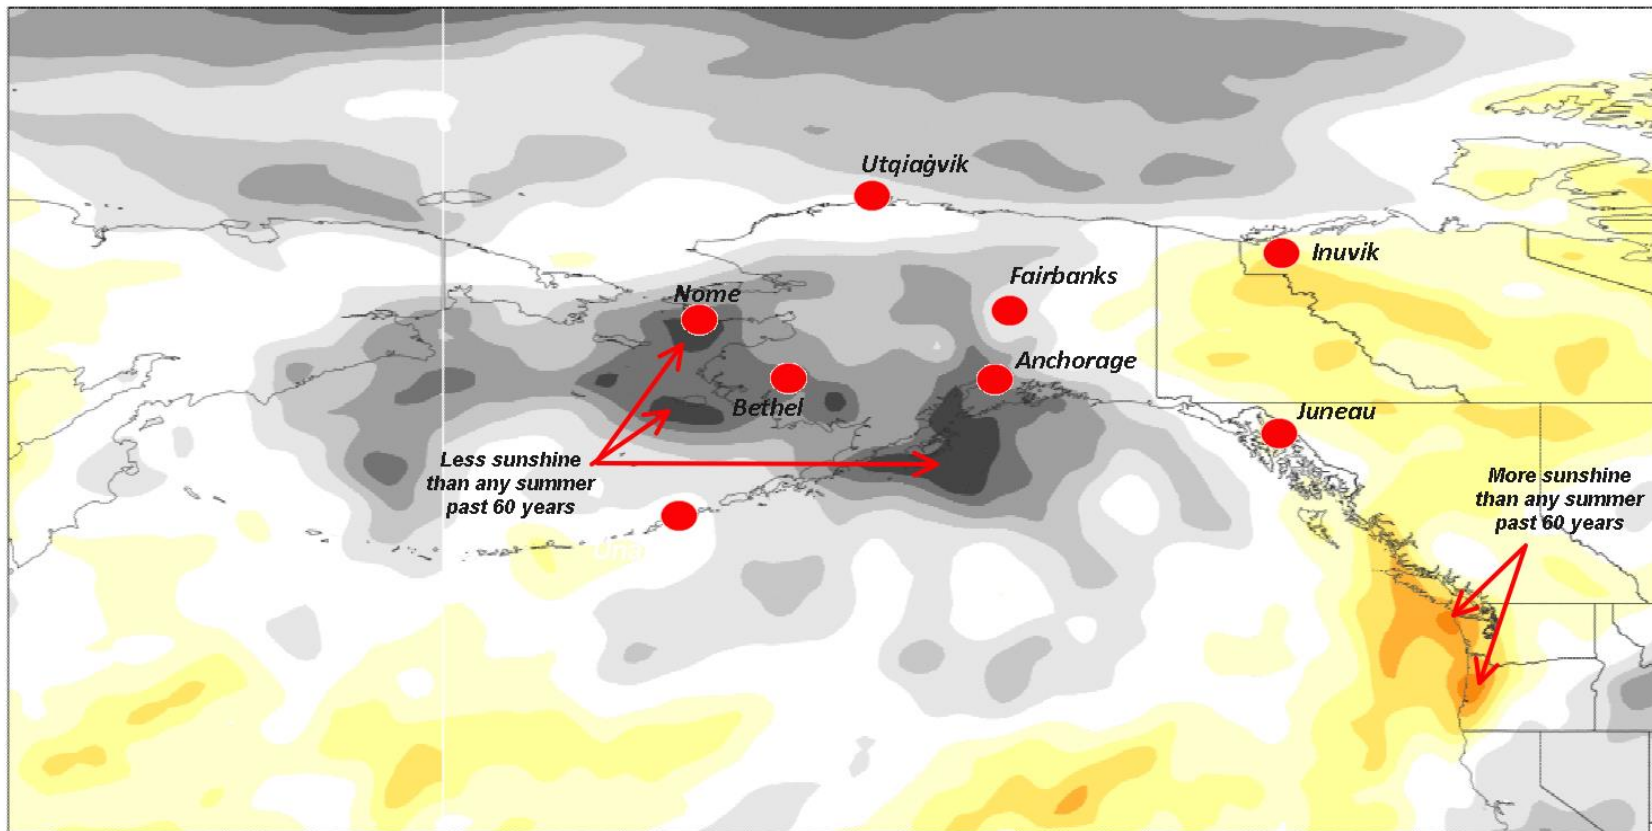 Utqiaġvik
Inuvik
Fairbanks
Nome
Anchorage
Bethel
Juneau
Less sunshine
than any summer
past 60 years
More sunshine
than any summer
past 60 years